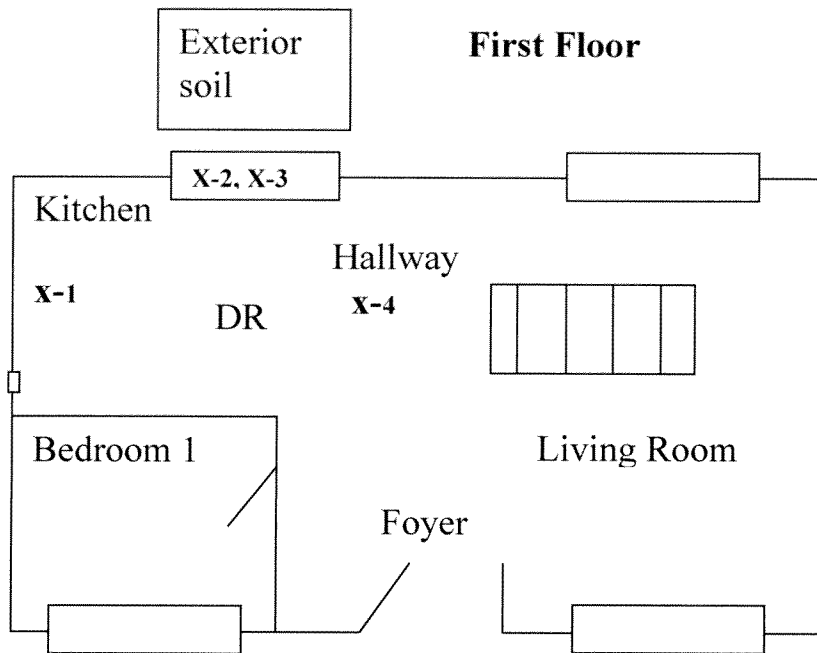 Exterior
soil
First Floor
X-2, X-3
Kitchen
Hallway
X-1
X-4
DR
Bedroom 1
Living Room
Foyer